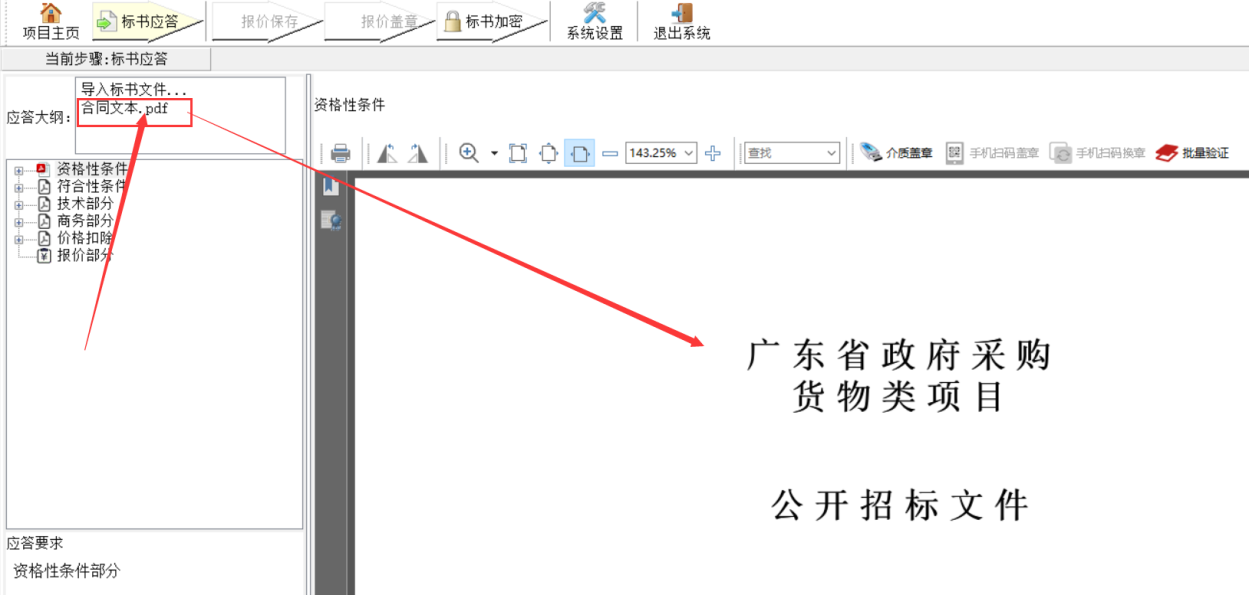 项目主页 标书应答 报价保存 报价盖章 标书加密 系统设置 退出系统
当前步骤:标书应答
导入标书文件...
应答大纲: 合同文本.pdf
资格性条件
143.25% 查找 介质盖章 手机扫码盖章 手机扫码换章 批量验证
资格性条件
符合性条件
技术部分
商务部分
价格扣除
报价部分
广东省政府采购
货物类项目
公开招标文件
应答要求
资格性条件部分